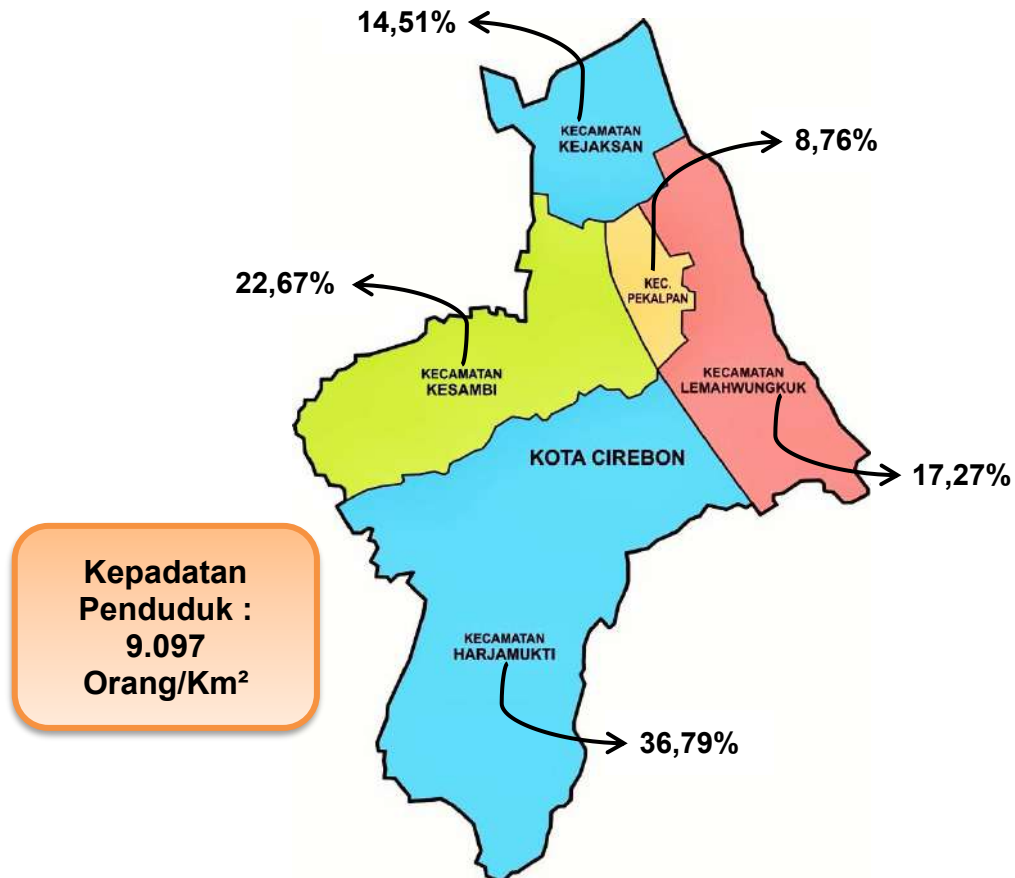 14,51%
KECAMATAN
KEJAKSAN
8,76%
22,67%
KEC.
PEKALPAN
KECAMATAN
KESAMBI
KECAMATAN
LEMAHWUNGKUK
KOTA CIREBON
17,27%
Kepadatan
Penduduk :
9.097
Orang/Km²
KECAMATAN
HARJAMUKTI
36,79%